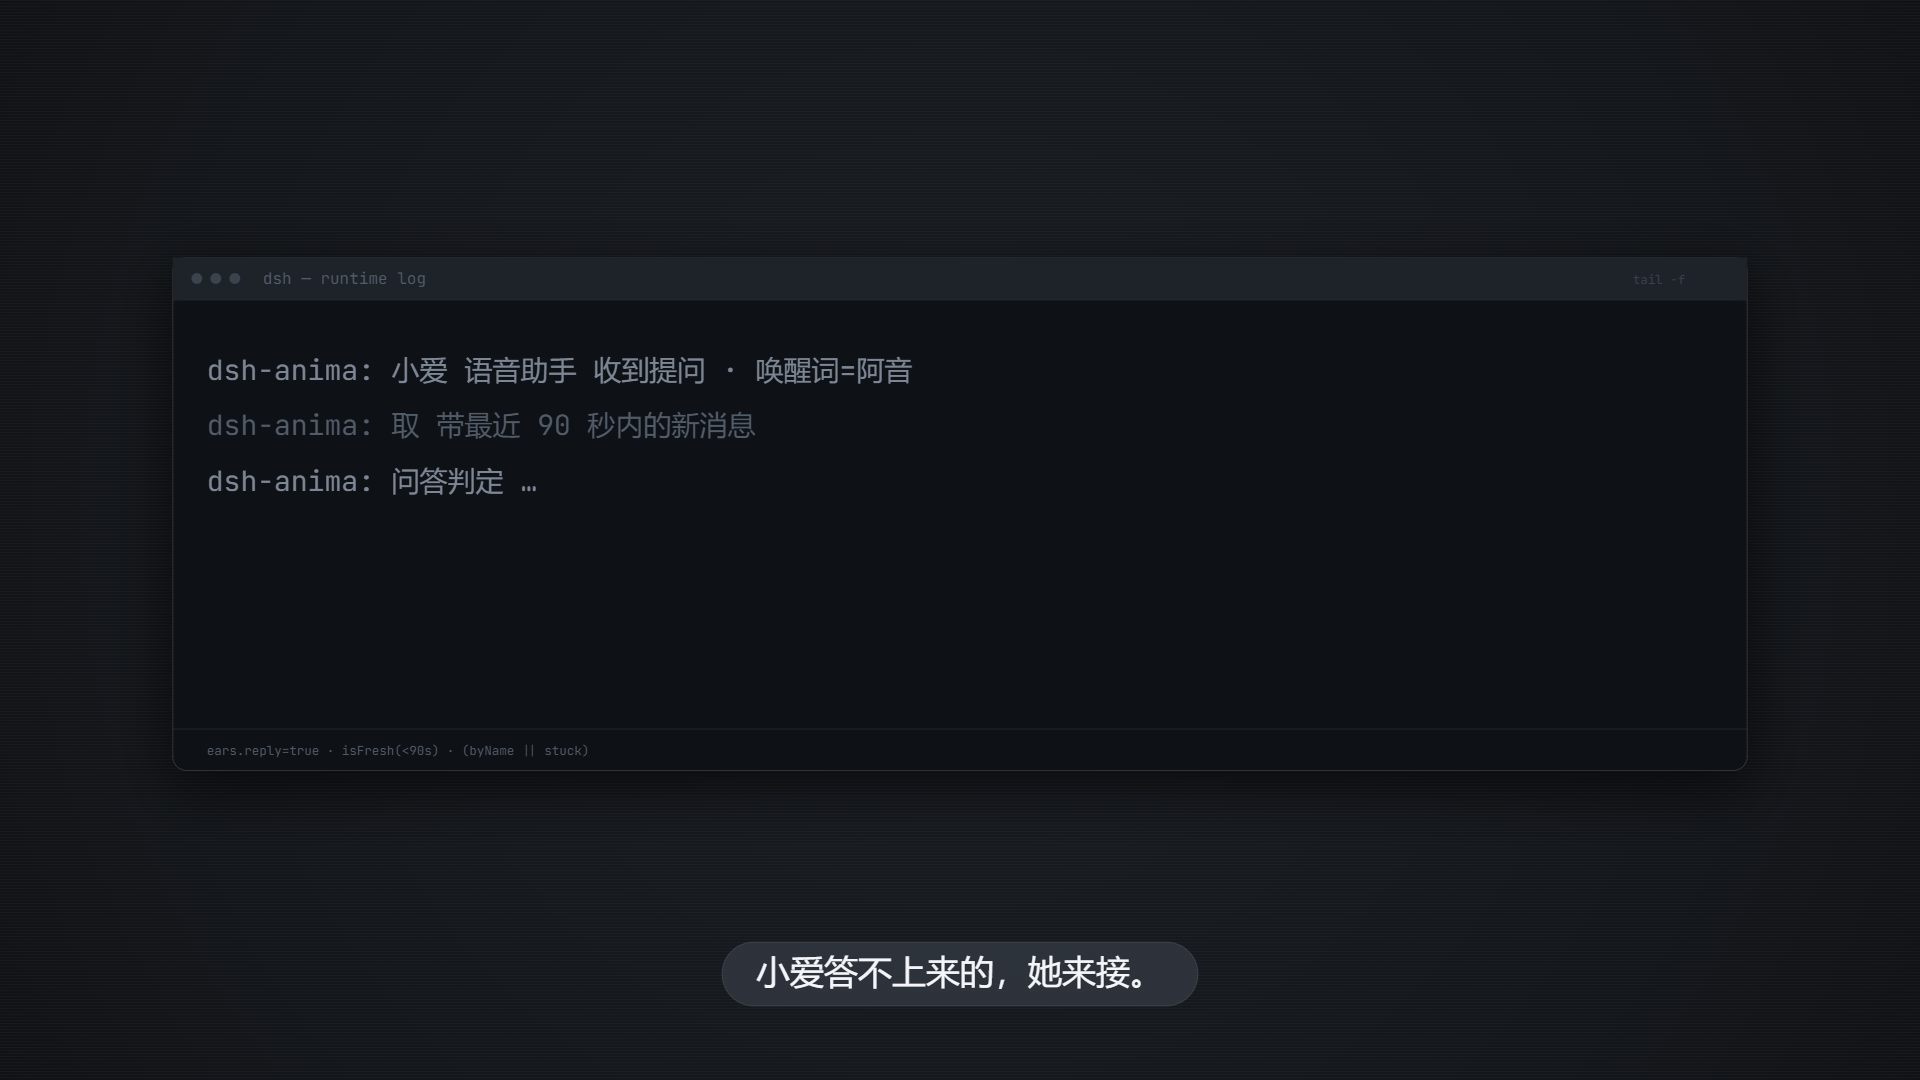 dsh — runtime log
tail -f
dsh-anima: 小爱 语音助手 收到提问 · 唤醒词=阿音
dsh-anima: 取 带最近 90 秒内的新消息
dsh-anima: 问答判定 …
ears.reply=true · isFresh(<90s) · (byName || stuck)
小爱答不上来的，她来接。